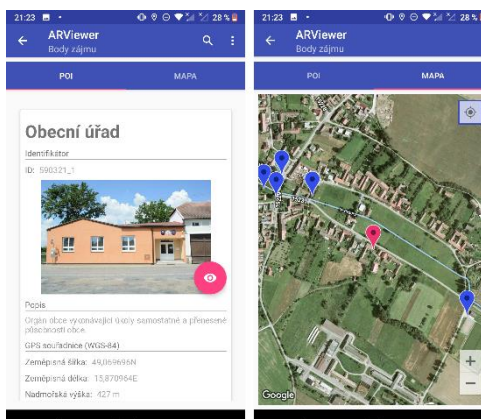 21:23
28 %
ARViewer
Body zájmu
POI
MAPA
Obecní úřad
Identifikátor
ID: 590321_1
Popis
Orgán obce vykonávající úkoly samostatné a přenesené
působnosti obce.
GPS souřadnice (WGS-84)
Zeměpisná šířka: 49,069696N
Zeměpisná délka: 15,870964E
Nadmořská výška: 427 m
21:23
28 %
ARViewer
Body zájmu
POI
MAPA
+
−
Google